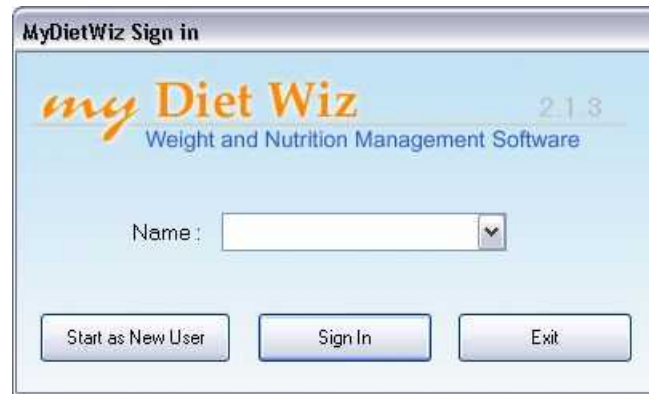 MyDietWiz Sign in
my Diet Wiz
2.1.3
Weight and Nutrition Management Software
Name :
Start as New User
Sign In
Exit